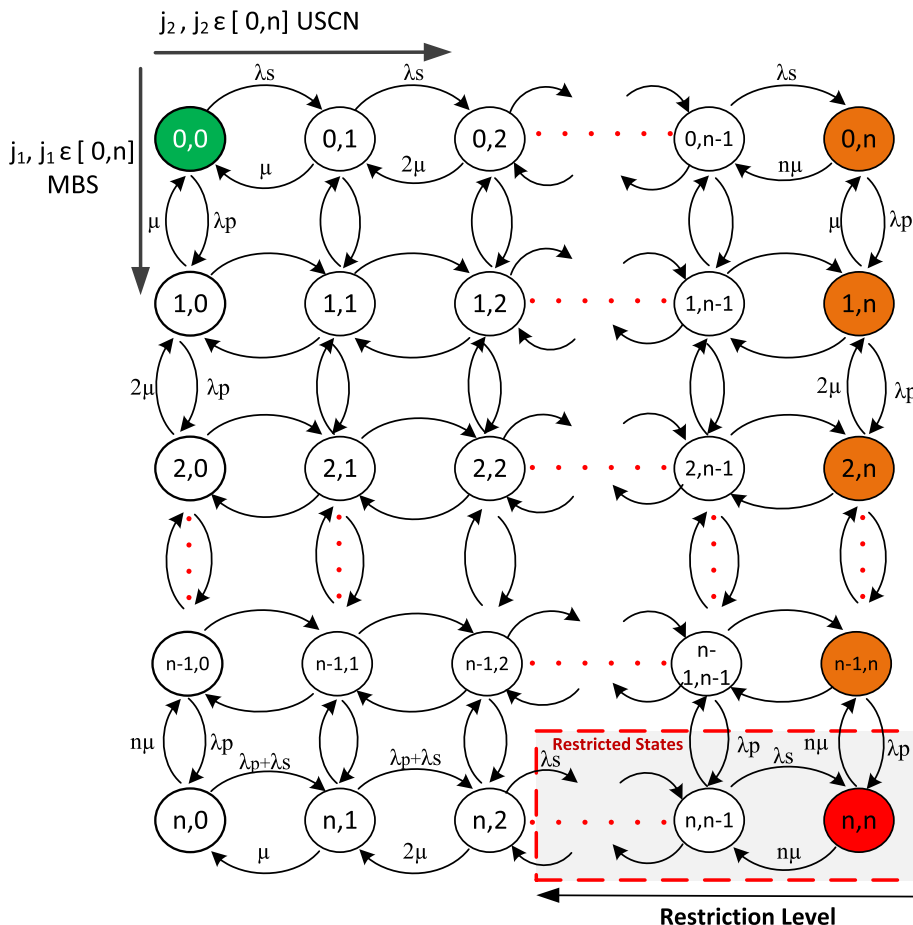 j₂ , j₂ ε [ 0,n] USCN
j₁, j₁ ε [ 0,n]
MBS
λs λs λs
0,0 0,1 0,2 0,n-1 0,n
μ 2μ nμ
μ λp μ λp
1,0 1,1 1,2 1,n-1 1,n
2μ λp 2μ λp
2,0 2,1 2,2 2,n-1 2,n
n-1,0 n-1,1 n-1,2 n-1,n-1 n-1,n
nμ λp λp nμ λp
Restricted States
λp+λs λp+λs λs λs
n,0 n,1 n,2 n,n-1 n,n
μ 2μ nμ
Restriction Level